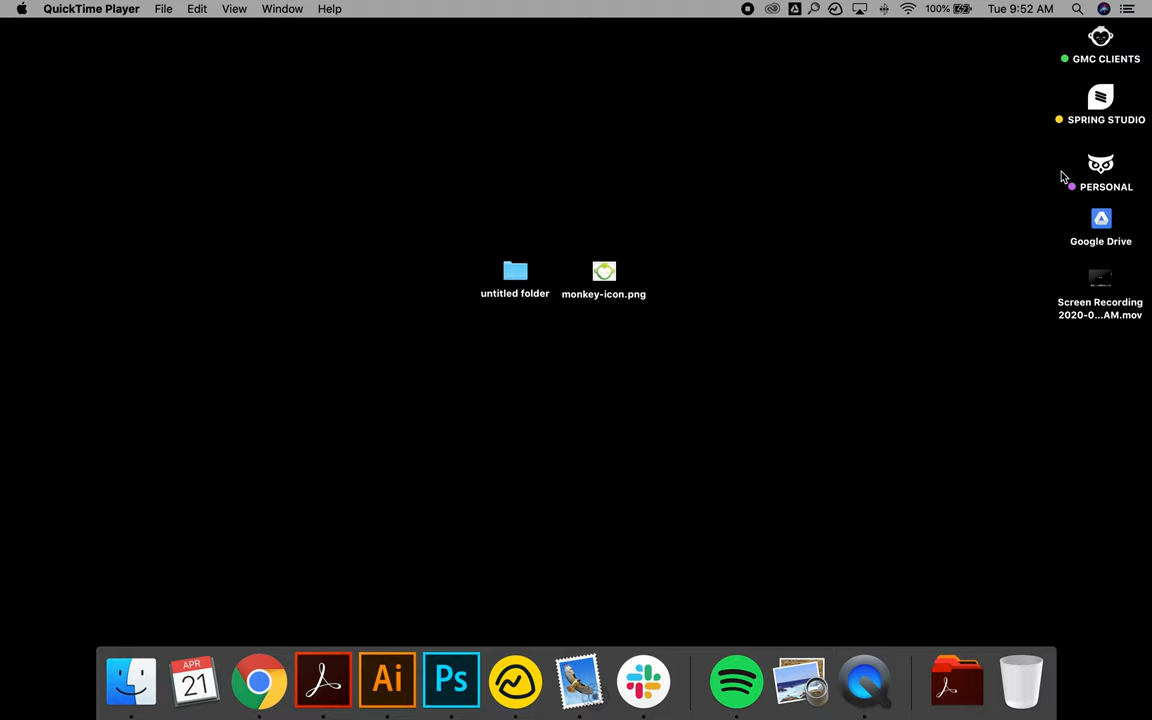 QuickTime Player File Edit View Window Help 100% Tue 9:52 AM
GMC CLIENTS
SPRING STUDIO
PERSONAL
Google Drive
untitled folder monkey-icon.png
Screen Recording
2020-0...AM.mov
APR
21
Ai
Ps